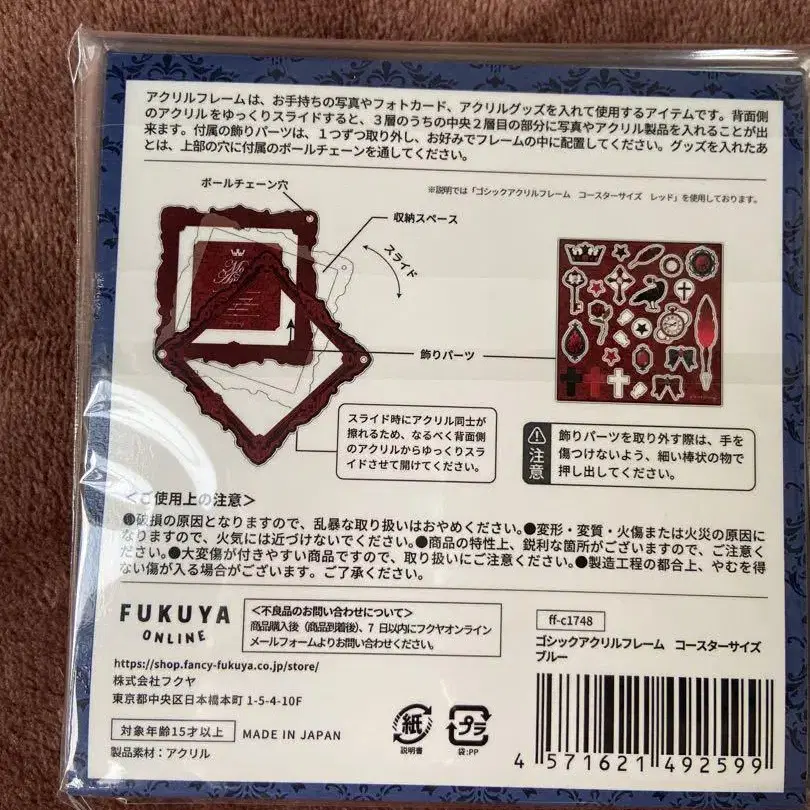 アクリルフレームは、お手持ちの写真やフォトカード、アクリルグッズを入れて使用するアイテムです。背面側
のアクリルをゆっくりスライドすると、3層のうちの中央2層目の部分に写真やアクリル製品を入れることが出
来ます。付属の飾りパーツは、1つずつ取り外し、お好みでフレームの中に配置してください。グッズを入れたあ
とは、上部の穴に付属のボールチェーンを通してください。
※説明では「ゴシックアクリルフレーム コースターサイズ レッド」を使用しております。
ボールチェーン穴
収納スペース
スライド
飾りパーツ
スライド時にアクリル同士が
擦れるため、なるべく背面側
のアクリルからゆっくりスラ
イドさせて開けてください。
注意
飾りパーツを取り外す際は、手を
傷つけないよう、細い棒状の物で
押し出してください。
<ご使用上の注意>
●破損の原因となりますので、乱暴な取り扱いはおやめください。●変形・変質・火傷または火災の原因に
なりますので、火気には近づけないでください。●商品の特性上、鋭利な箇所がございますので、ご注意く
ださい。●大変傷が付きやすい商品ですので、取り扱いにご注意ください。●製造工程の都合上、やむを得
ない傷が入る場合がございます。ご了承ください。
FUKUYA
ONLINE
<不良品のお問い合わせについて>
商品購入後(商品到着後)、7日以内にフクヤオンライン
メールフォームよりお問い合わせください。
https://shop.fancy-fukuya.co.jp/store/
株式会社フクヤ
東京都中央区日本橋本町 1-5-4-10F
対象年齢15才以上
MADE IN JAPAN
製品素材：アクリル
紙
説明書
プラ
袋:PP
ff-c1748
ゴシックアクリルフレーム コースターサイズ
ブルー
4 571621 492599